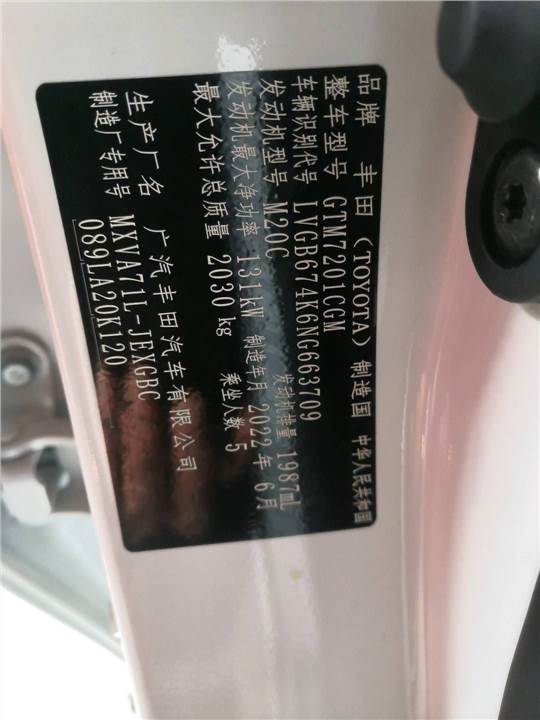 品牌 丰田 (TOYOTA) 制造国 中华人民共和国
整车型号 GTM7201CGM
车辆识别代号 LVGB674K6NG663709
发动机型号 M20C 发动机排量 1987mL
发动机最大净功率 131kW 制造年月 2022年6月
最大允许总质量 2030kg 乘坐人数 5
生产厂名 广汽丰田汽车有限公司
制造厂专用号 MXVA71L-JEXGBC
089LA20K120